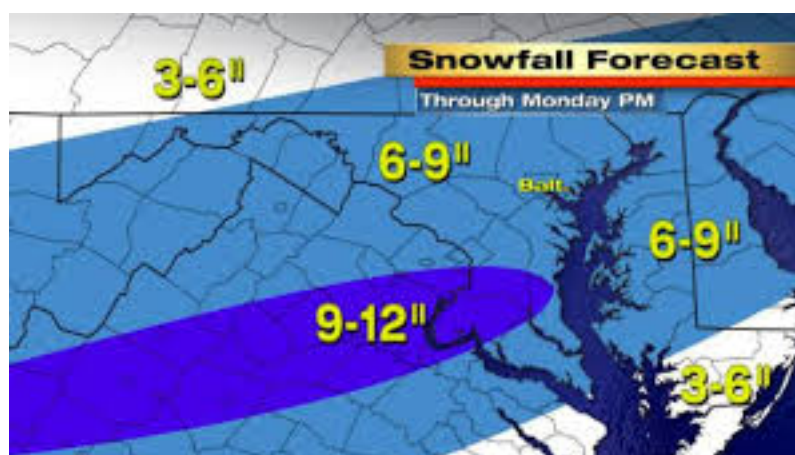 Snowfall Forecast
Through Monday PM
3-6"
6-9"
Balt.
6-9"
9-12"
3-6"